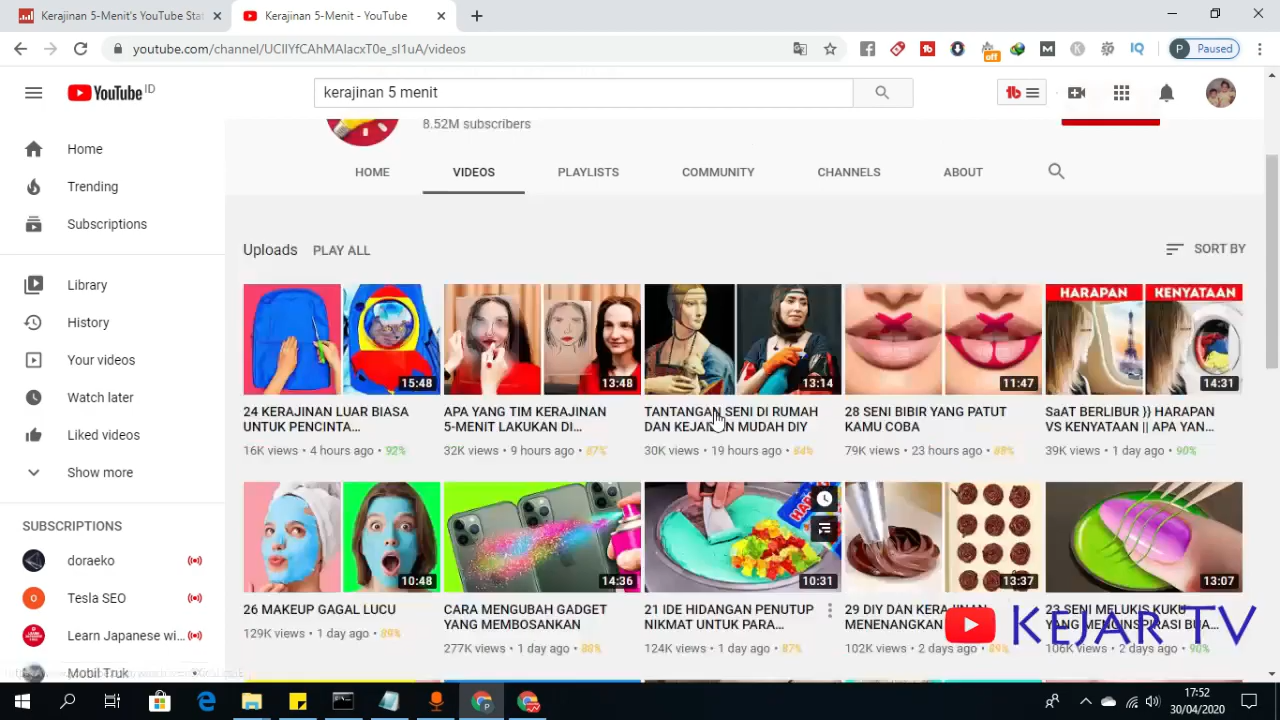 Kerajinan 5-Menit's YouTube Stat
Kerajinan 5-Menit - YouTube
youtube.com/channel/UCIlYfCAhMAlacxT0e_sI1uA/videos
Paused
YouTube ID
kerajinan 5 menit
8.52M subscribers
HOME
VIDEOS
PLAYLISTS
COMMUNITY
CHANNELS
ABOUT
Home
Trending
Subscriptions
Library
History
Your videos
Watch later
Liked videos
Show more
SUBSCRIPTIONS
doraeko
Tesla SEO
Learn Japanese wi...
Mobil Truk
Uploads
PLAY ALL
SORT BY
15:48
24 KERAJINAN LUAR BIASA
UNTUK PENCINTA...
16K views • 4 hours ago • 92%
13:48
APA YANG TIM KERAJINAN
5-MENIT LAKUKAN DI...
32K views • 9 hours ago • 87%
13:14
TANTANGAN SENI DI RUMAH
DAN KEJADIAN MUDAH DIY
30K views • 19 hours ago • 84%
11:47
28 SENI BIBIR YANG PATUT
KAMU COBA
79K views • 23 hours ago • 88%
HARAPAN
KENYATAAN
14:31
SaAT BERLIBUR }} HARAPAN
VS KENYATAAN || APA YAN...
39K views • 1 day ago • 90%
10:48
26 MAKEUP GAGAL LUCU
129K views • 1 day ago • 89%
14:36
CARA MENGUBAH GADGET
YANG MEMBOSANKAN
277K views • 1 day ago • 88%
10:31
21 IDE HIDANGAN PENUTUP
NIKMAT UNTUK PARA...
124K views • 1 day ago • 87%
13:37
29 DIY DAN KERAJINAN
MENENANGKAN
102K views • 2 days ago • 89%
13:07
23 SENI MELUKIS KUKU
YANG MENGINSPIRASI BUA...
106K views • 2 days ago • 90%
KEJAR TV
17:52
30/04/2020